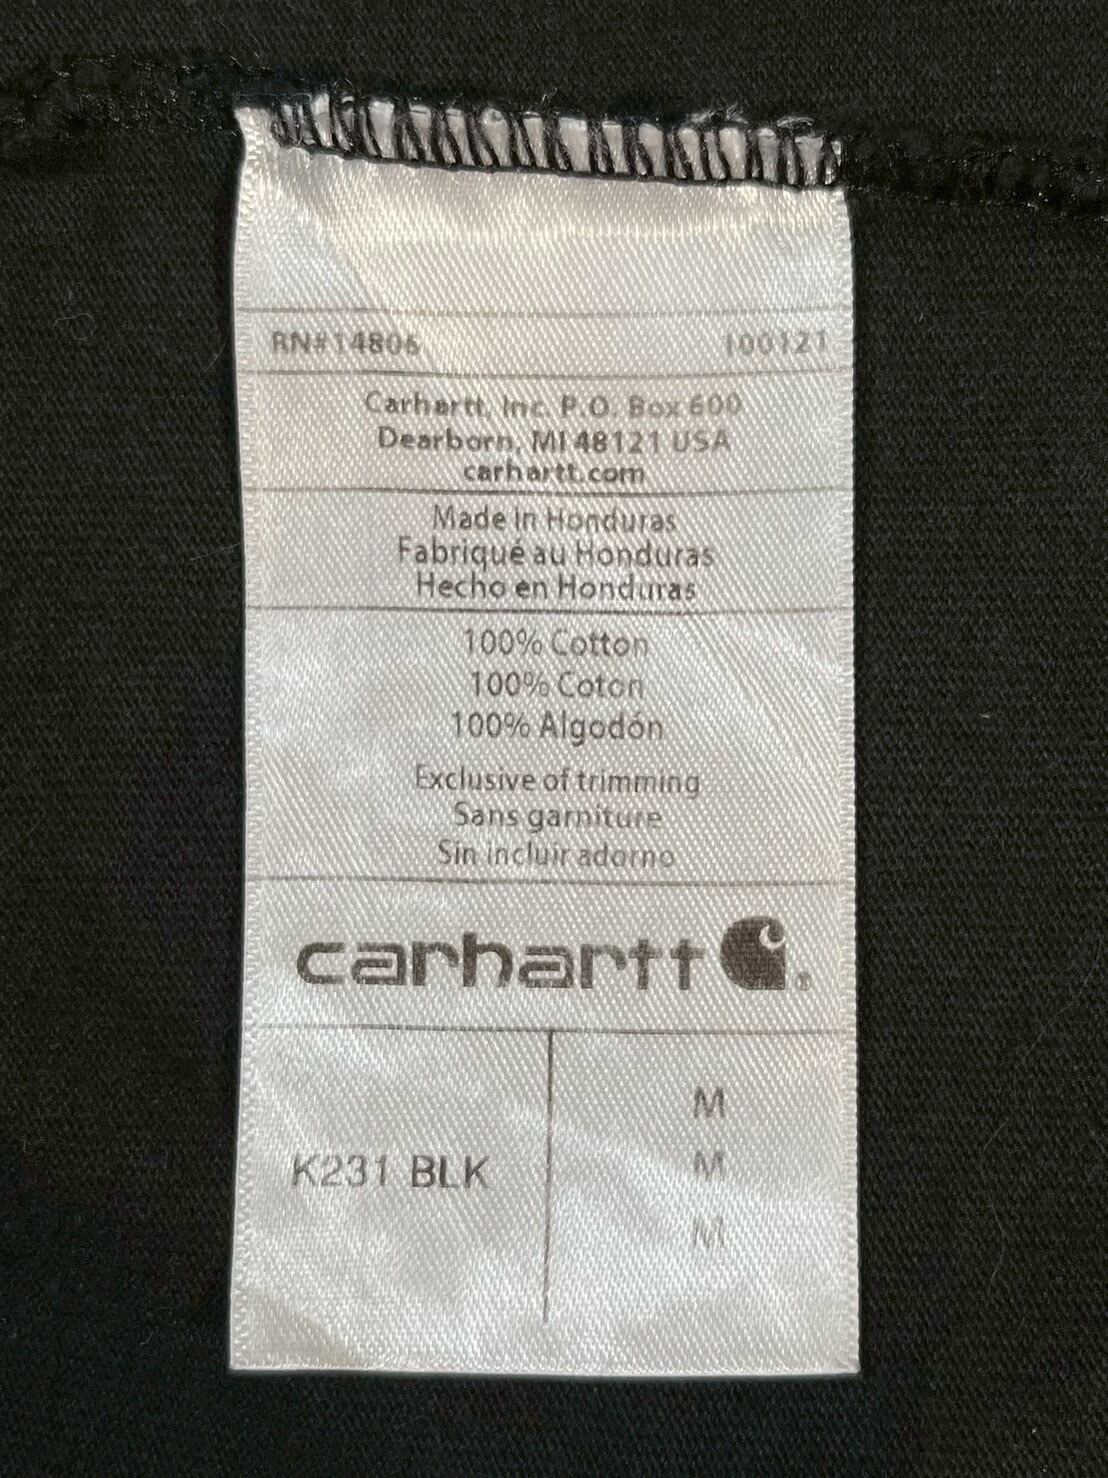 RN#14806 100121
Carhartt, Inc. P.O. Box 600
Dearborn, MI 48121 USA
carhartt.com
Made in Honduras
Fabriqué au Honduras
Hecho en Honduras
100% Cotton
100% Coton
100% Algodón
Exclusive of trimming
Sans garniture
Sin incluir adorno
carhartt ®
M
K231 BLK M
M